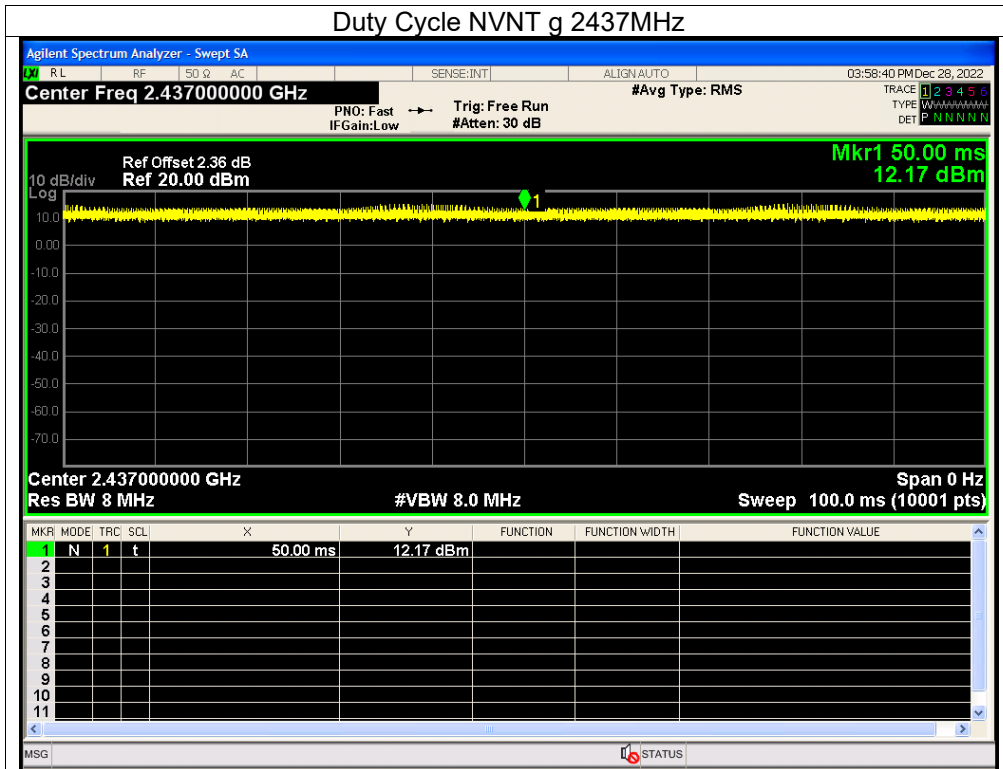 Duty Cycle NVNT g 2437MHz
Agilent Spectrum Analyzer - Swept SA
LXI RL RF 50 Ω AC SENSE:INT ALIGN AUTO 03:58:40 PM Dec 28, 2022
Center Freq 2.437000000 GHz #Avg Type: RMS TRACE 1 2 3 4 5 6
PNO: Fast Trig: Free Run TYPE WWWWWW
IFGain:Low #Atten: 30 dB DET P N N N N N
Mkr1 50.00 ms
Ref Offset 2.36 dB
10 dB/div Ref 20.00 dBm 12.17 dBm
Log
1
10.0
0.00
-10.0
-20.0
-30.0
-40.0
-50.0
-60.0
-70.0
Center 2.437000000 GHz Span 0 Hz
Res BW 8 MHz #VBW 8.0 MHz Sweep 100.0 ms (10001 pts)
MKR MODE TRC SCL X Y FUNCTION FUNCTION WIDTH FUNCTION VALUE
1 N 1 t 50.00 ms 12.17 dBm
2
3
4
5
6
7
8
9
10
11
MSG STATUS